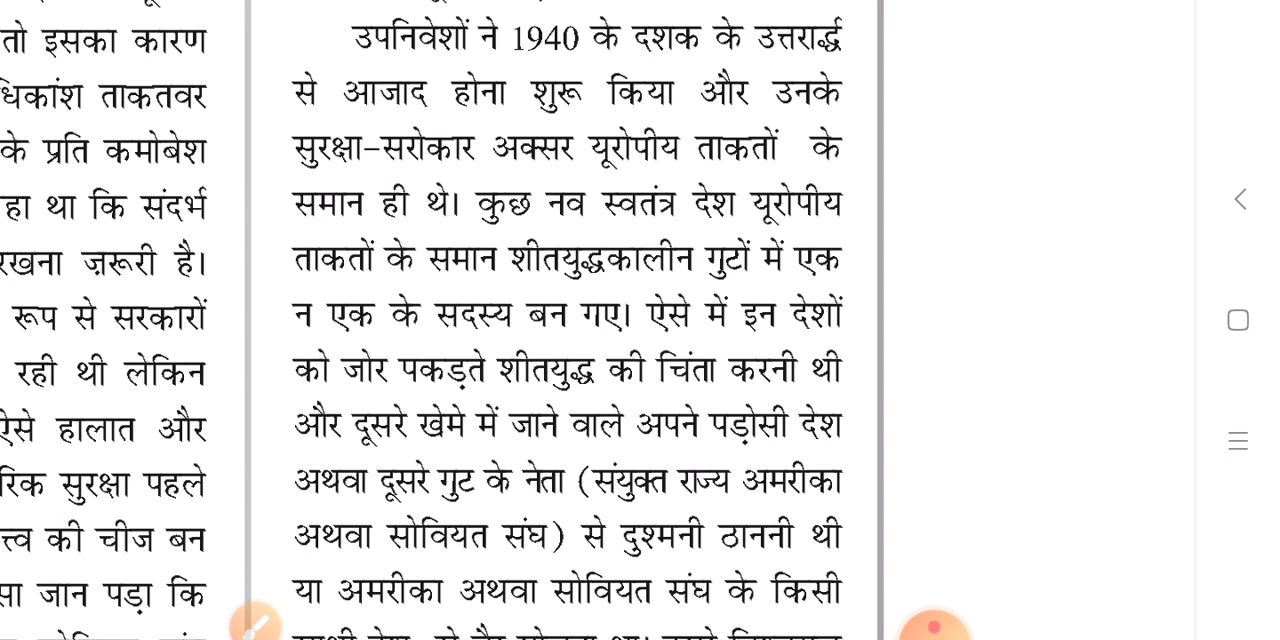 तो इसका कारण
ताकतवर
के प्रति कमोबेश
था कि संदर्भ
ज़रूरी है।
रूप से सरकारों
रही थी लेकिन
ऐसे हालात और
सुरक्षा पहले
की चीज बन
जान पड़ा कि
उपनिवेशों ने 1940 के दशक के उत्तरार्द्ध
से आजाद होना शुरू किया और उनके
सुरक्षा-सरोकार अक्सर यूरोपीय ताकतों के
समान ही थे। कुछ नव स्वतंत्र देश यूरोपीय
ताकतों के समान शीतयुद्धकालीन गुटों में एक
न एक के सदस्य बन गए। ऐसे में इन देशों
को जोर पकड़ते शीतयुद्ध की चिंता करनी थी
और दूसरे खेमे में जाने वाले अपने पड़ोसी देश
अथवा दूसरे गुट के नेता (संयुक्त राज्य अमरीका
अथवा सोवियत संघ) से दुश्मनी ठाननी थी
या अमरीका अथवा सोवियत संघ के किसी